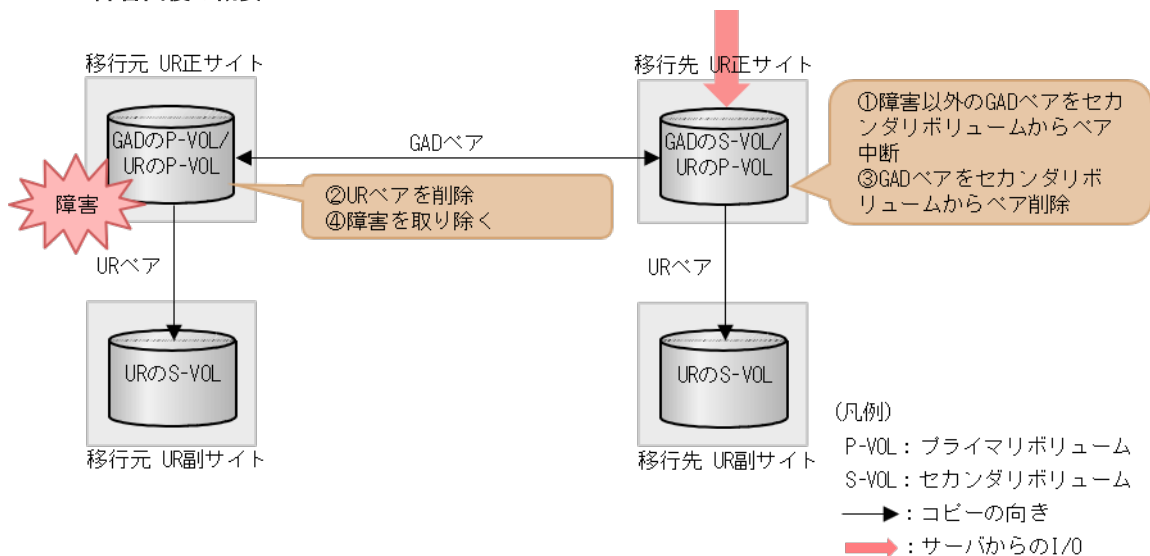 移行元 UR正サイト
移行先 UR正サイト
GADのP-VOL/
URのP-VOL
GADペア
GADのS-VOL/
URのP-VOL
①障害以外のGADペアをセカ
ンダリボリュームからペア
中断
③GADペアをセカンダリボ
リュームからペア削除
障害
②URペアを削除
④障害を取り除く
URペア
URペア
URのS-VOL
URのS-VOL
移行元 UR副サイト
移行先 UR副サイト
(凡例)
P-VOL：プライマリボリューム
S-VOL：セカンダリボリューム
：コピーの向き
：サーバからのI/O